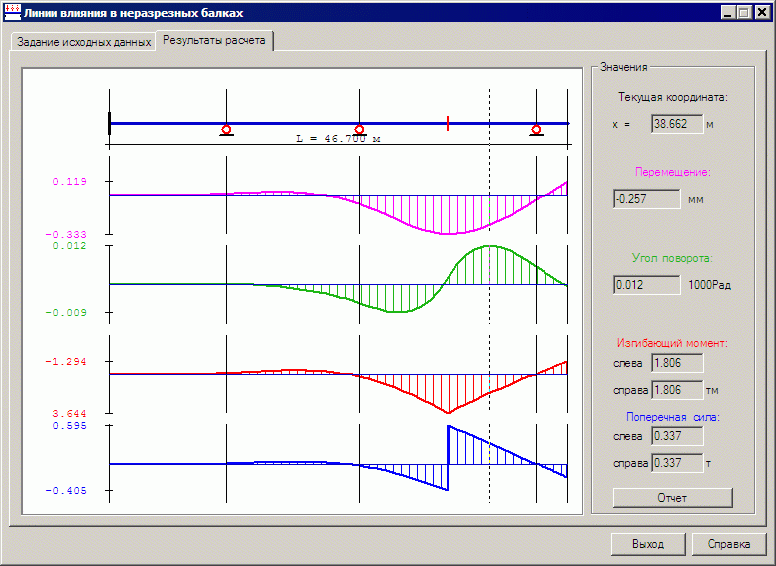 Линии влияния в неразрезных балках
Задание исходных данных
Результаты расчета
L = 46.700 м
0.119
-0.333
0.012
-0.009
-1.294
3.644
0.595
-0.405
Значения
Текущая координата:
x = 38.662 м
Перемещение:
-0.257 мм
Угол поворота:
0.012 1000Рад
Изгибающий момент:
слева 1.806
справа 1.806 тм
Поперечная сила:
слева 0.337
справа 0.337 т
Отчет
Выход
Справка